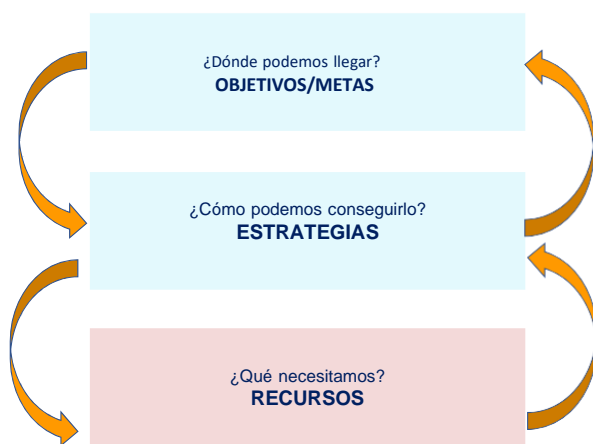 ¿Dónde podemos llegar?
OBJETIVOS/METAS
¿Cómo podemos conseguirlo?
ESTRATEGIAS
¿Qué necesitamos?
RECURSOS